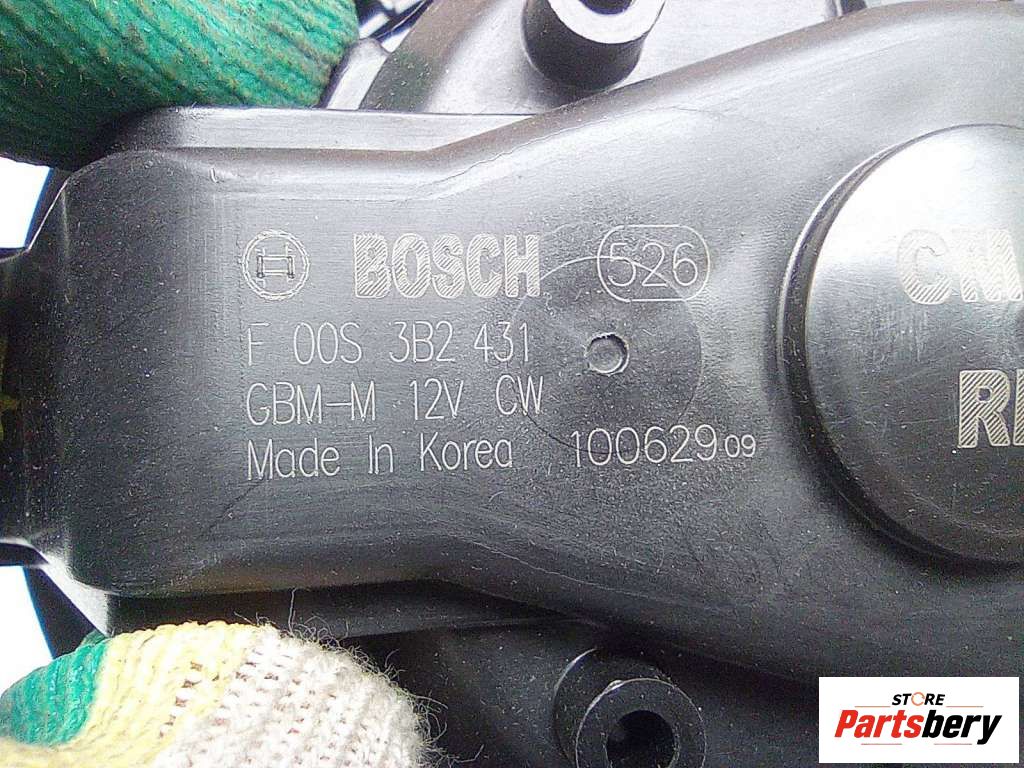 BOSCH 526
F 00S 3B2 431
GBM-M 12V CW
Made In Korea 100629 09
STORE
Partsbery